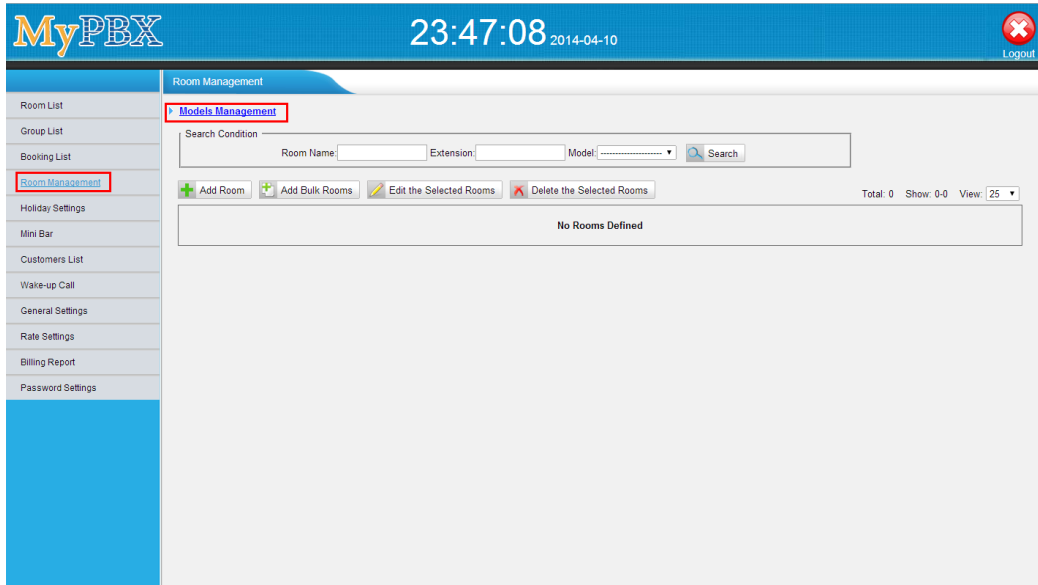 MyPBX
23:47:08 2014-04-10
Logout
Room Management
Room List
Group List
Booking List
Room Management
Holiday Settings
Mini Bar
Customers List
Wake-up Call
General Settings
Rate Settings
Billing Report
Password Settings
Models Management
Search Condition
Room Name: Extension: Model: --------------------- Search
Add Room Add Bulk Rooms Edit the Selected Rooms Delete the Selected Rooms Total: 0 Show: 0-0 View: 25
No Rooms Defined